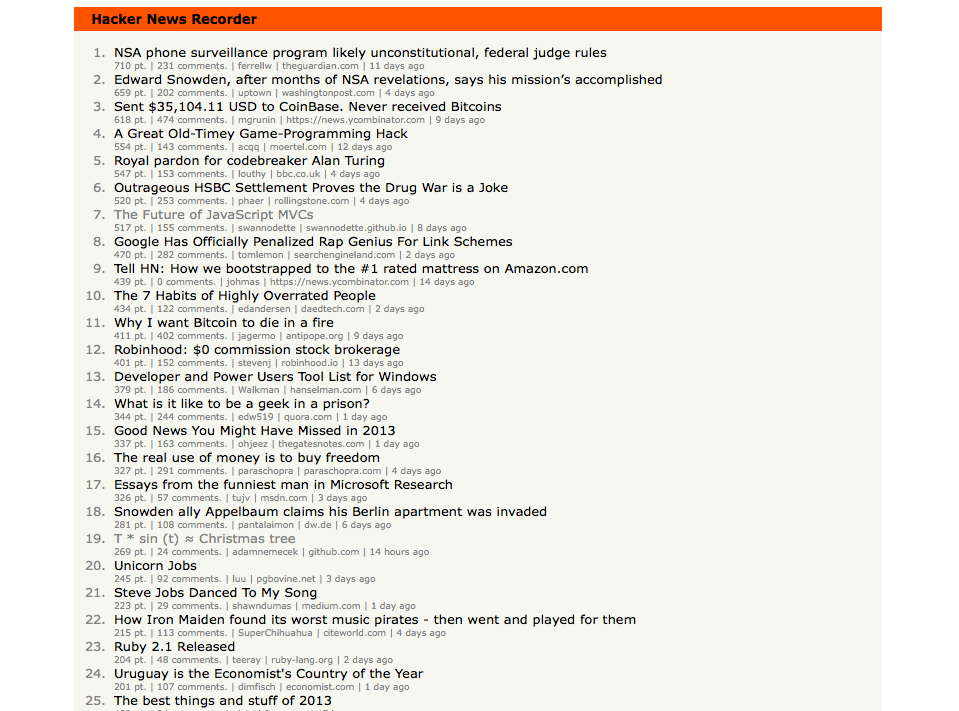 Hacker News Recorder
1. NSA phone surveillance program likely unconstitutional, federal judge rules
710 pt. | 231 comments. | ferrellw | theguardian.com | 11 days ago
2. Edward Snowden, after months of NSA revelations, says his mission’s accomplished
659 pt. | 202 comments. | uptown | washingtonpost.com | 4 days ago
3. Sent $35,104.11 USD to CoinBase. Never received Bitcoins
618 pt. | 474 comments. | mgrunin | https://news.ycombinator.com | 9 days ago
4. A Great Old-Timey Game-Programming Hack
554 pt. | 143 comments. | acqq | moertel.com | 12 days ago
5. Royal pardon for codebreaker Alan Turing
547 pt. | 153 comments. | louthy | bbc.co.uk | 4 days ago
6. Outrageous HSBC Settlement Proves the Drug War is a Joke
520 pt. | 253 comments. | phaer | rollingstone.com | 4 days ago
7. The Future of JavaScript MVCs
517 pt. | 155 comments. | swannodette | swannodette.github.io | 8 days ago
8. Google Has Officially Penalized Rap Genius For Link Schemes
470 pt. | 282 comments. | tomlemon | searchengineland.com | 2 days ago
9. Tell HN: How we bootstrapped to the #1 rated mattress on Amazon.com
439 pt. | 0 comments. | johmas | https://news.ycombinator.com | 14 days ago
10. The 7 Habits of Highly Overrated People
434 pt. | 122 comments. | edandersen | daedtech.com | 2 days ago
11. Why I want Bitcoin to die in a fire
411 pt. | 402 comments. | jagermo | antipope.org | 9 days ago
12. Robinhood: $0 commission stock brokerage
401 pt. | 152 comments. | stevenj | robinhood.io | 13 days ago
13. Developer and Power Users Tool List for Windows
379 pt. | 186 comments. | Walkman | hanselman.com | 6 days ago
14. What is it like to be a geek in a prison?
344 pt. | 244 comments. | edw519 | quora.com | 1 day ago
15. Good News You Might Have Missed in 2013
337 pt. | 163 comments. | ohjeez | thegatesnotes.com | 1 day ago
16. The real use of money is to buy freedom
327 pt. | 291 comments. | paraschopra | paraschopra.com | 4 days ago
17. Essays from the funniest man in Microsoft Research
326 pt. | 57 comments. | tujv | msdn.com | 3 days ago
18. Snowden ally Appelbaum claims his Berlin apartment was invaded
281 pt. | 108 comments. | pantalaimon | dw.de | 6 days ago
19. T * sin (t) ≈ Christmas tree
269 pt. | 24 comments. | adamnemecek | github.com | 14 hours ago
20. Unicorn Jobs
245 pt. | 92 comments. | luu | pgbovine.net | 3 days ago
21. Steve Jobs Danced To My Song
223 pt. | 29 comments. | shawndumas | medium.com | 1 day ago
22. How Iron Maiden found its worst music pirates - then went and played for them
215 pt. | 113 comments. | SuperChihuahua | citeworld.com | 4 days ago
23. Ruby 2.1 Released
204 pt. | 48 comments. | teeray | ruby-lang.org | 2 days ago
24. Uruguay is the Economist's Country of the Year
201 pt. | 107 comments. | dimfisch | economist.com | 1 day ago
25. The best things and stuff of 2013